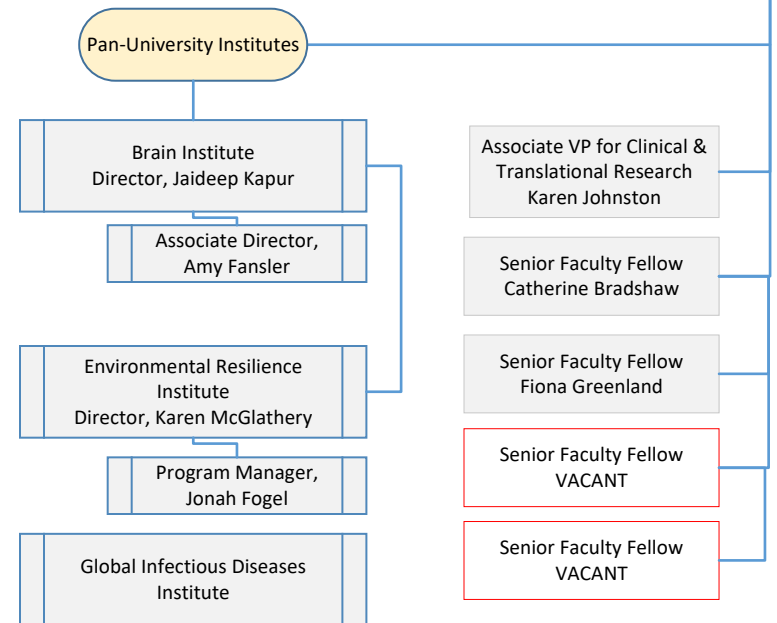 Pan-University Institutes
Brain Institute
Director, Jaideep Kapur
Associate Director,
Amy Fansler
Environmental Resilience
Institute
Director, Karen McGlathery
Program Manager,
Jonah Fogel
Global Infectious Diseases
Institute
Associate VP for Clinical &
Translational Research
Karen Johnston
Senior Faculty Fellow
Catherine Bradshaw
Senior Faculty Fellow
Fiona Greenland
Senior Faculty Fellow
VACANT
Senior Faculty Fellow
VACANT